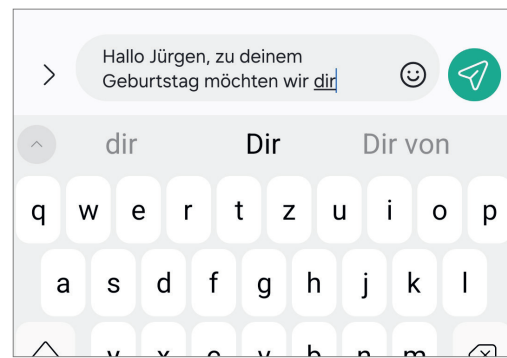 Hallo Jürgen, zu deinem
Geburtstag möchten wir dir
dir Dir Dir von
q w e r t z u i o p
a s d f g h j k l
y x c v b n m